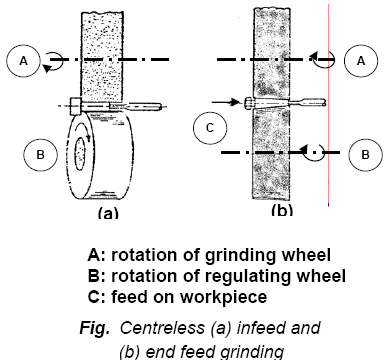 A
A
C
B
B
(a)
(b)
A: rotation of grinding wheel
B: rotation of regulating wheel
C: feed on workpiece
Fig. Centreless (a) infeed and
(b) end feed grinding